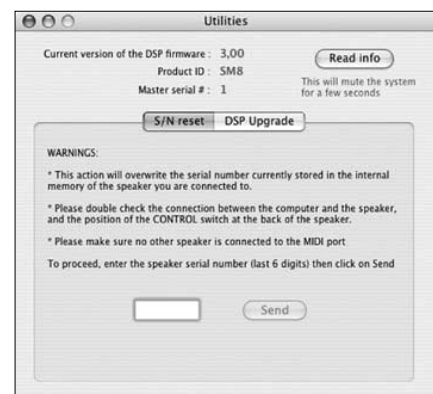 Utilities
Current version of the DSP firmware : 3,00
Product ID : SM8
Master serial # : 1
Read info
This will mute the system
for a few seconds
S/N reset DSP Upgrade
WARNINGS:
* This action will overwrite the serial number currently stored in the internal
memory of the speaker you are connected to.
* Please double check the connection between the computer and the speaker,
and the position of the CONTROL switch at the back of the speaker.
* Please make sure no other speaker is connected to the MIDI port
To proceed, enter the speaker serial number (last 6 digits) then click on Send
Send